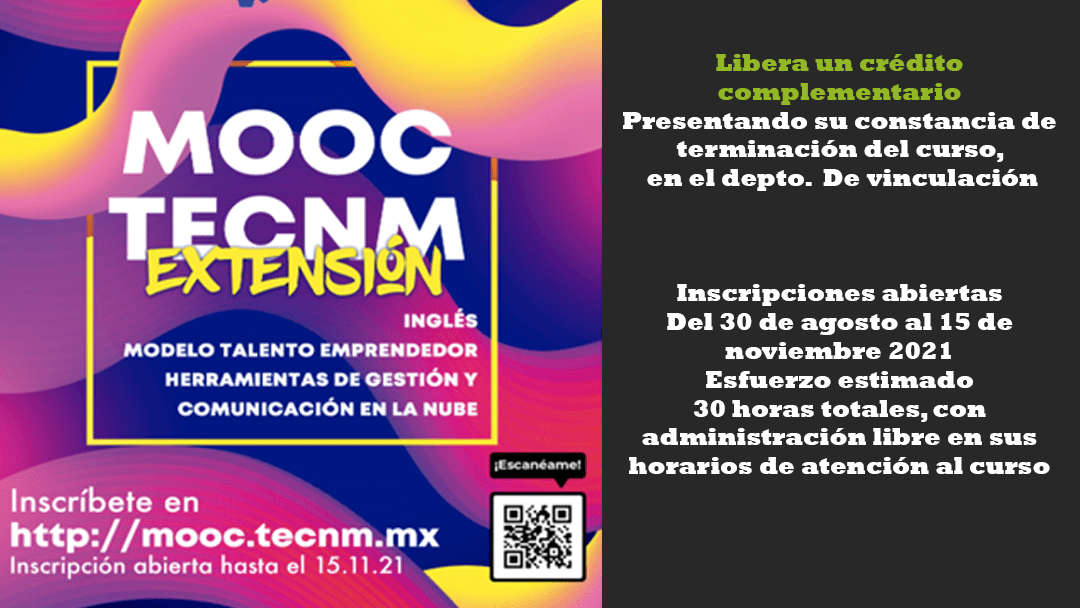 MOOC
TECNM
EXTENSIÓN
INGLÉS
MODELO TALENTO EMPRENDEDOR
HERRAMIENTAS DE GESTIÓN Y
COMUNICACIÓN EN LA NUBE
¡Escanéame!
Inscríbete en
http://mooc.tecnm.mx
Inscripción abierta hasta el 15.11.21
Libera un crédito
complementario
Presentando su constancia de
terminación del curso,
en el depto. De vinculación
Inscripciones abiertas
Del 30 de agosto al 15 de
noviembre 2021
Esfuerzo estimado
30 horas totales, con
administración libre en sus
horarios de atención al curso